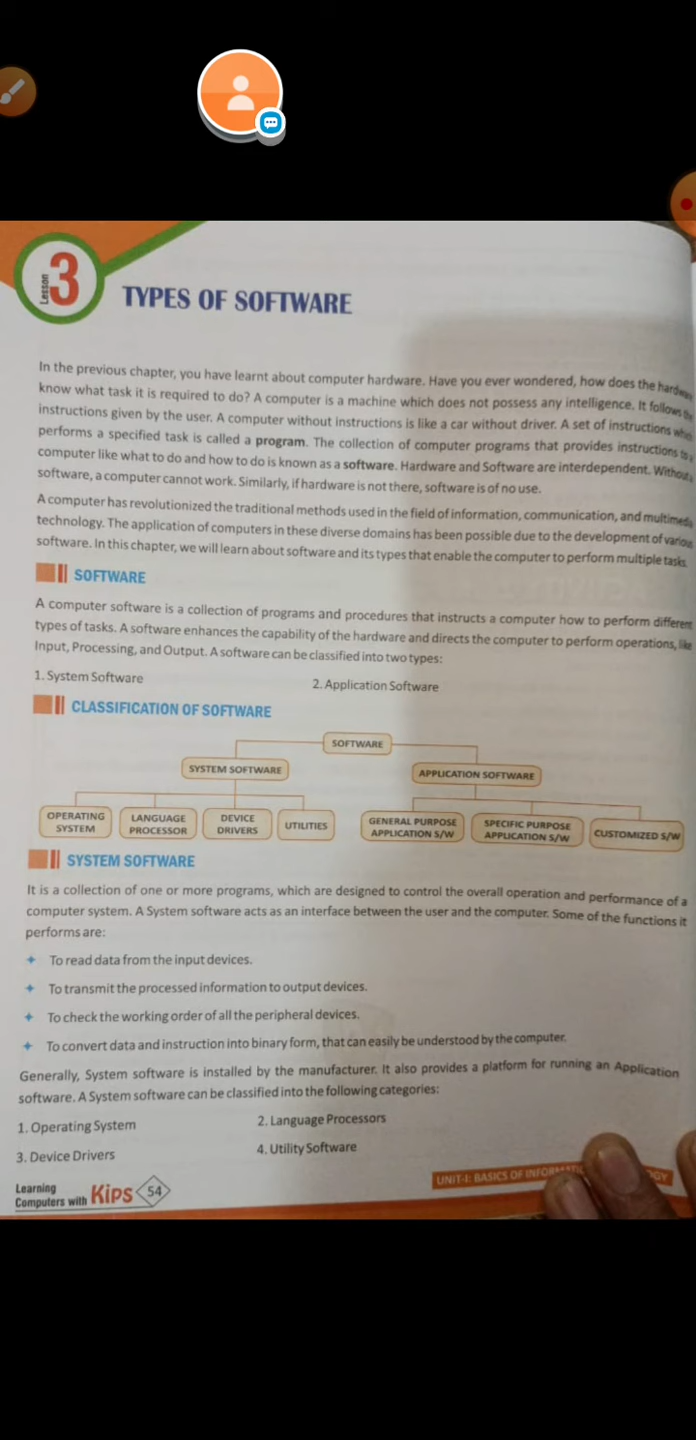 Lesson 3
TYPES OF SOFTWARE
In the previous chapter, you have learnt about computer hardware. Have you ever wondered, how does the hardware
know what task it is required to do? A computer is a machine which does not possess any intelligence. It follows the
instructions given by the user. A computer without instructions is like a car without driver. A set of instructions which
performs a specified task is called a program. The collection of computer programs that provides instructions to
computer like what to do and how to do is known as a software. Hardware and Software are interdependent. Without
software, a computer cannot work. Similarly, if hardware is not there, software is of no use.
A computer has revolutionized the traditional methods used in the field of information, communication, and multimedia
technology. The application of computers in these diverse domains has been possible due to the development of various
software. In this chapter, we will learn about software and its types that enable the computer to perform multiple tasks.
SOFTWARE
A computer software is a collection of programs and procedures that instructs a computer how to perform different
types of tasks. A software enhances the capability of the hardware and directs the computer to perform operations, like
Input, Processing, and Output. A software can be classified into two types:
1. System Software 2. Application Software
CLASSIFICATION OF SOFTWARE
SOFTWARE
SYSTEM SOFTWARE APPLICATION SOFTWARE
OPERATING SYSTEM
LANGUAGE PROCESSOR
DEVICE DRIVERS
UTILITIES
GENERAL PURPOSE APPLICATION S/W
SPECIFIC PURPOSE APPLICATION S/W
CUSTOMIZED S/W
SYSTEM SOFTWARE
It is a collection of one or more programs, which are designed to control the overall operation and performance of a
computer system. A System software acts as an interface between the user and the computer. Some of the functions it
performs are:
To read data from the input devices.
To transmit the processed information to output devices.
To check the working order of all the peripheral devices.
To convert data and instruction into binary form, that can easily be understood by the computer.
Generally, System software is installed by the manufacturer. It also provides a platform for running an Application
software. A System software can be classified into the following categories:
1. Operating System 2. Language Processors
3. Device Drivers 4. Utility Software
Learning
Computers with Kips 54
UNIT-I: BASICS OF